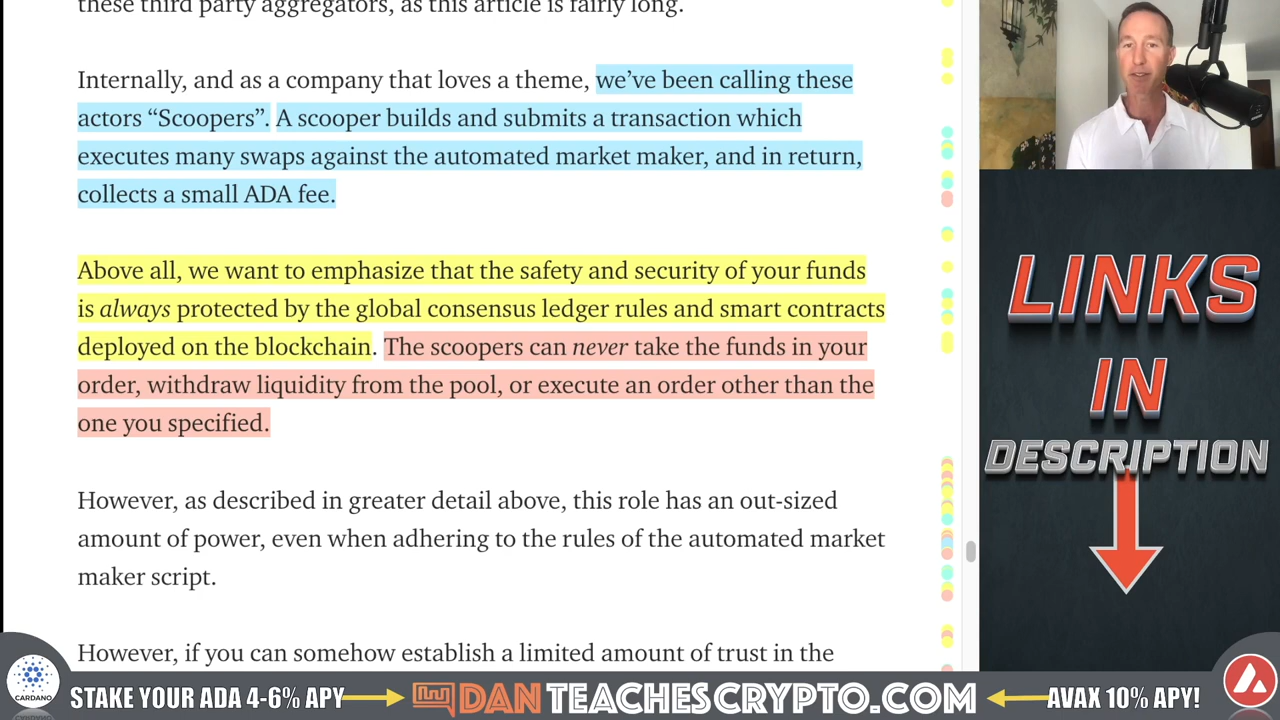 these third party aggregators, as this article is fairly long.
Internally, and as a company that loves a theme, we’ve been calling these
actors “Scoopers”. A scooper builds and submits a transaction which
executes many swaps against the automated market maker, and in return,
collects a small ADA fee.
Above all, we want to emphasize that the safety and security of your funds
is always protected by the global consensus ledger rules and smart contracts
deployed on the blockchain. The scoopers can never take the funds in your
order, withdraw liquidity from the pool, or execute an order other than the
one you specified.
However, as described in greater detail above, this role has an out-sized
amount of power, even when adhering to the rules of the automated market
maker script.
However, if you can somehow establish a limited amount of trust in the
LINKS
IN
DESCRIPTION
CARDANO
STAKE YOUR ADA 4-6% APY
DANTEACHESCRYPTO.COM
AVAX 10% APY!